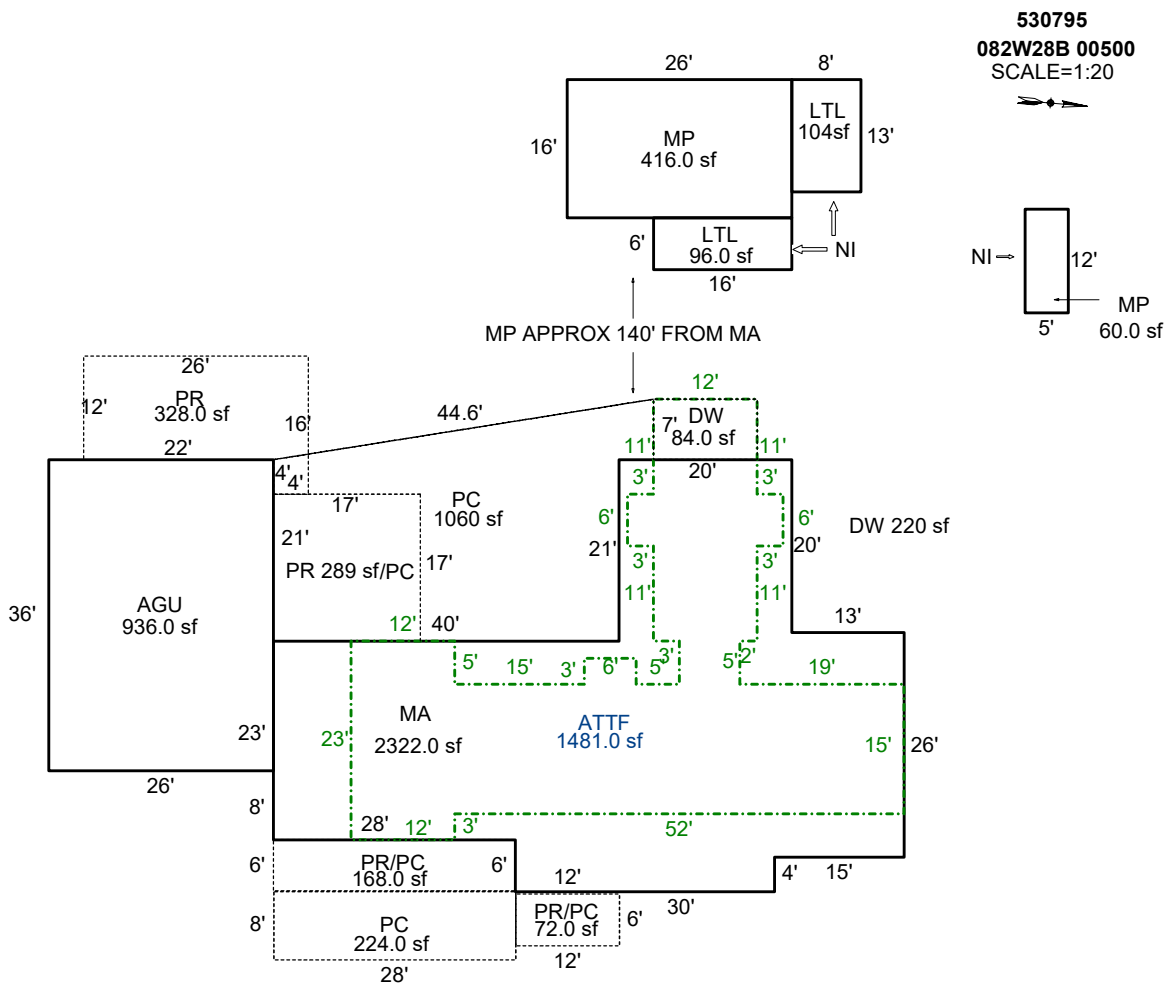 530795
082W28B 00500
SCALE=1:20
26'
8'
LTL
104sf
13'
MP
416.0 sf
16'
6'
LTL
96.0 sf
NI
16'
NI
12'
MP
60.0 sf
5'
MP APPROX 140' FROM MA
26'
12'
PR
328.0 sf
16'
22'
4'
4'
44.6'
12'
7'
DW
84.0 sf
11'
11'
20'
3'
3'
17'
PC
1060 sf
6'
6'
DW 220 sf
21'
21'
20'
PR 289 sf/PC
17'
3'
3'
11'
11'
36'
AGU
936.0 sf
12'
40'
13'
5'
15'
3'
6'
5'
3'
5'
2'
19'
MA
2322.0 sf
ATTF
1481.0 sf
23'
23'
15'
26'
26'
8'
28'
12'
3'
52'
6'
PR/PC
168.0 sf
6'
12'
4'
15'
30'
8'
PC
224.0 sf
PR/PC
72.0 sf
6'
28'
12'